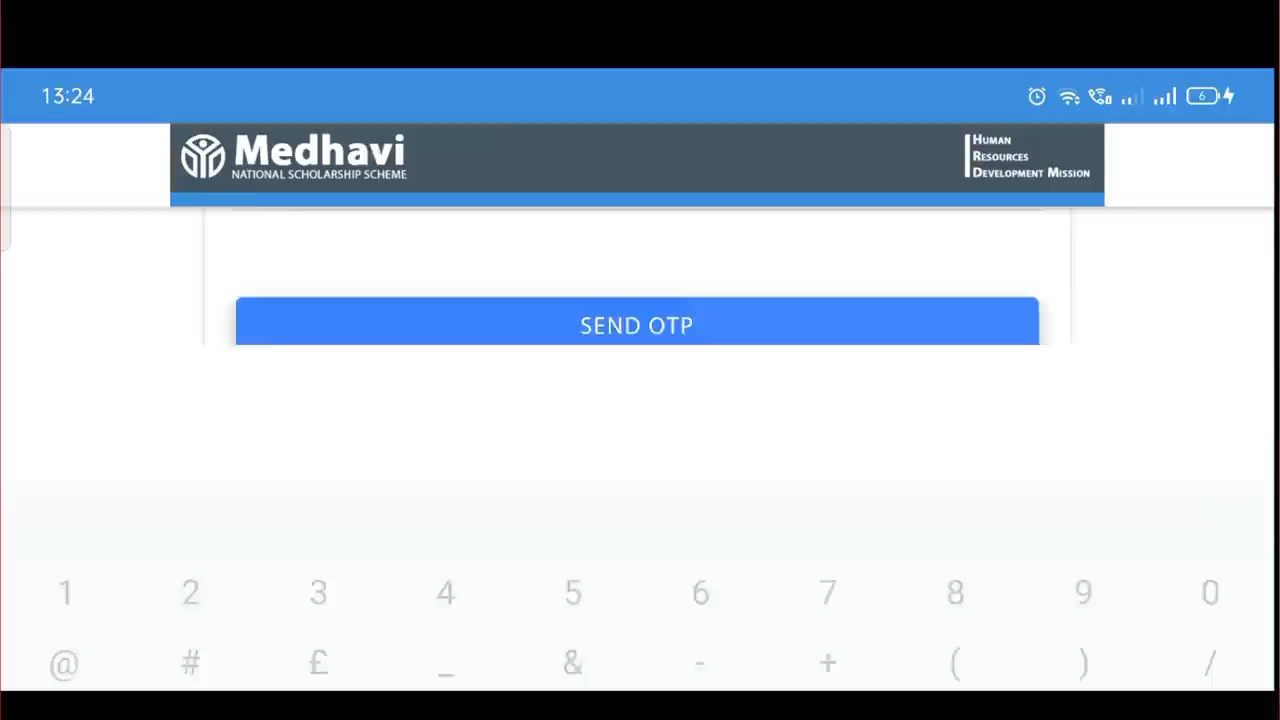 13:24
6
Medhavi
NATIONAL SCHOLARSHIP SCHEME
HUMAN
RESOURCES
DEVELOPMENT MISSION
SEND OTP
1 2 3 4 5 6 7 8 9 0
@ # £ _ & - + ( ) /